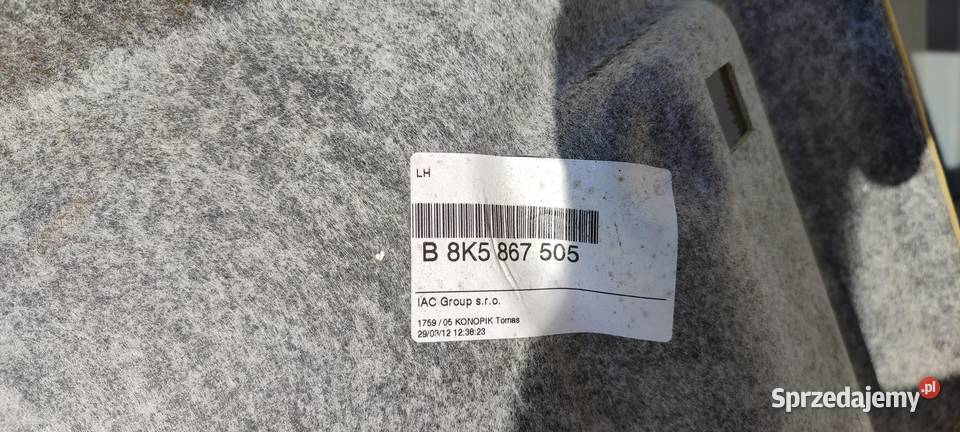 LH
B 8K5 867 505
IAC Group s.r.o.
1759 / 05 KONOPIK Tomas
29/03/12 12:36:23
Sprzedajemy.pl